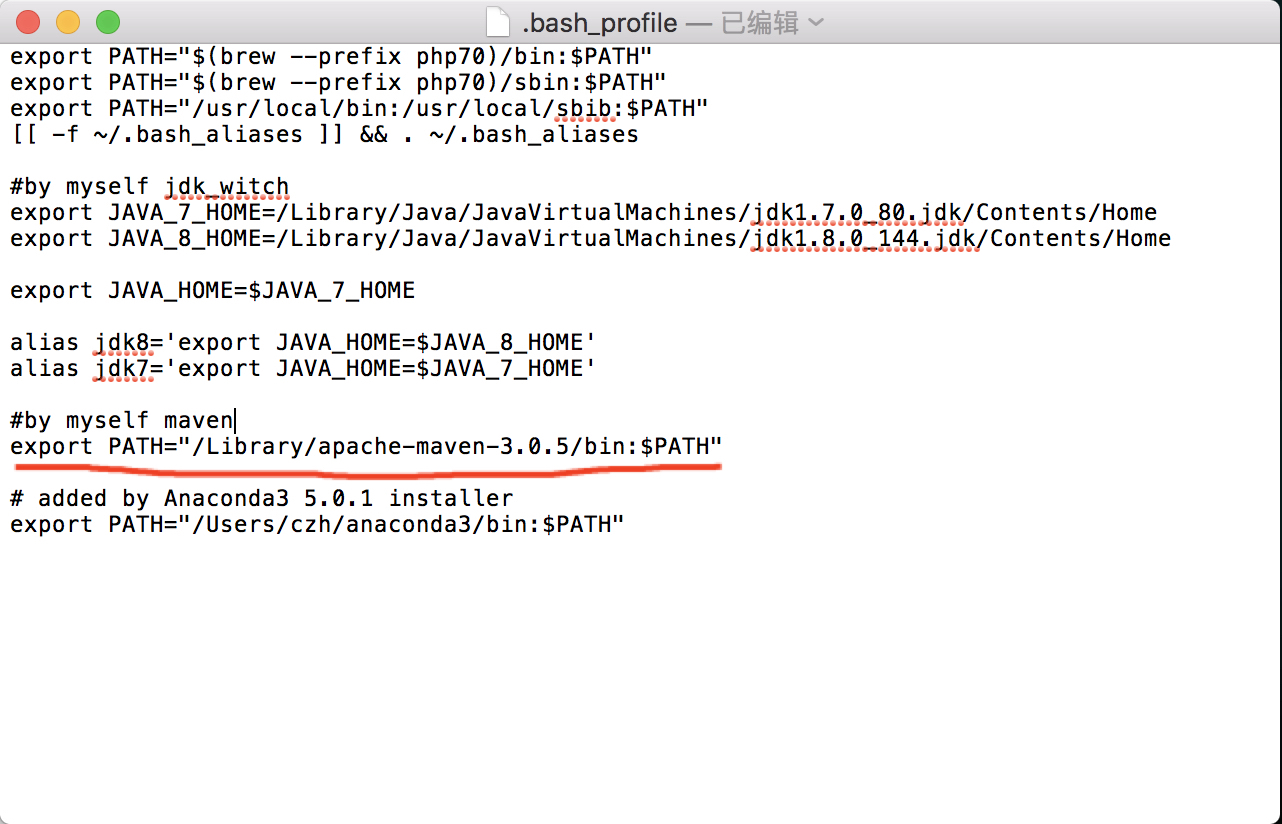 .bash_profile — 已编辑
export PATH="$(brew --prefix php70)/bin:$PATH"
export PATH="$(brew --prefix php70)/sbin:$PATH"
export PATH="/usr/local/bin:/usr/local/sbib:$PATH"
[[ -f ~/.bash_aliases ]] && . ~/.bash_aliases
#by myself jdk_witch
export JAVA_7_HOME=/Library/Java/JavaVirtualMachines/jdk1.7.0_80.jdk/Contents/Home
export JAVA_8_HOME=/Library/Java/JavaVirtualMachines/jdk1.8.0_144.jdk/Contents/Home
export JAVA_HOME=$JAVA_7_HOME
alias jdk8='export JAVA_HOME=$JAVA_8_HOME'
alias jdk7='export JAVA_HOME=$JAVA_7_HOME'
#by myself maven
export PATH="/Library/apache-maven-3.0.5/bin:$PATH"
# added by Anaconda3 5.0.1 installer
export PATH="/Users/czh/anaconda3/bin:$PATH"